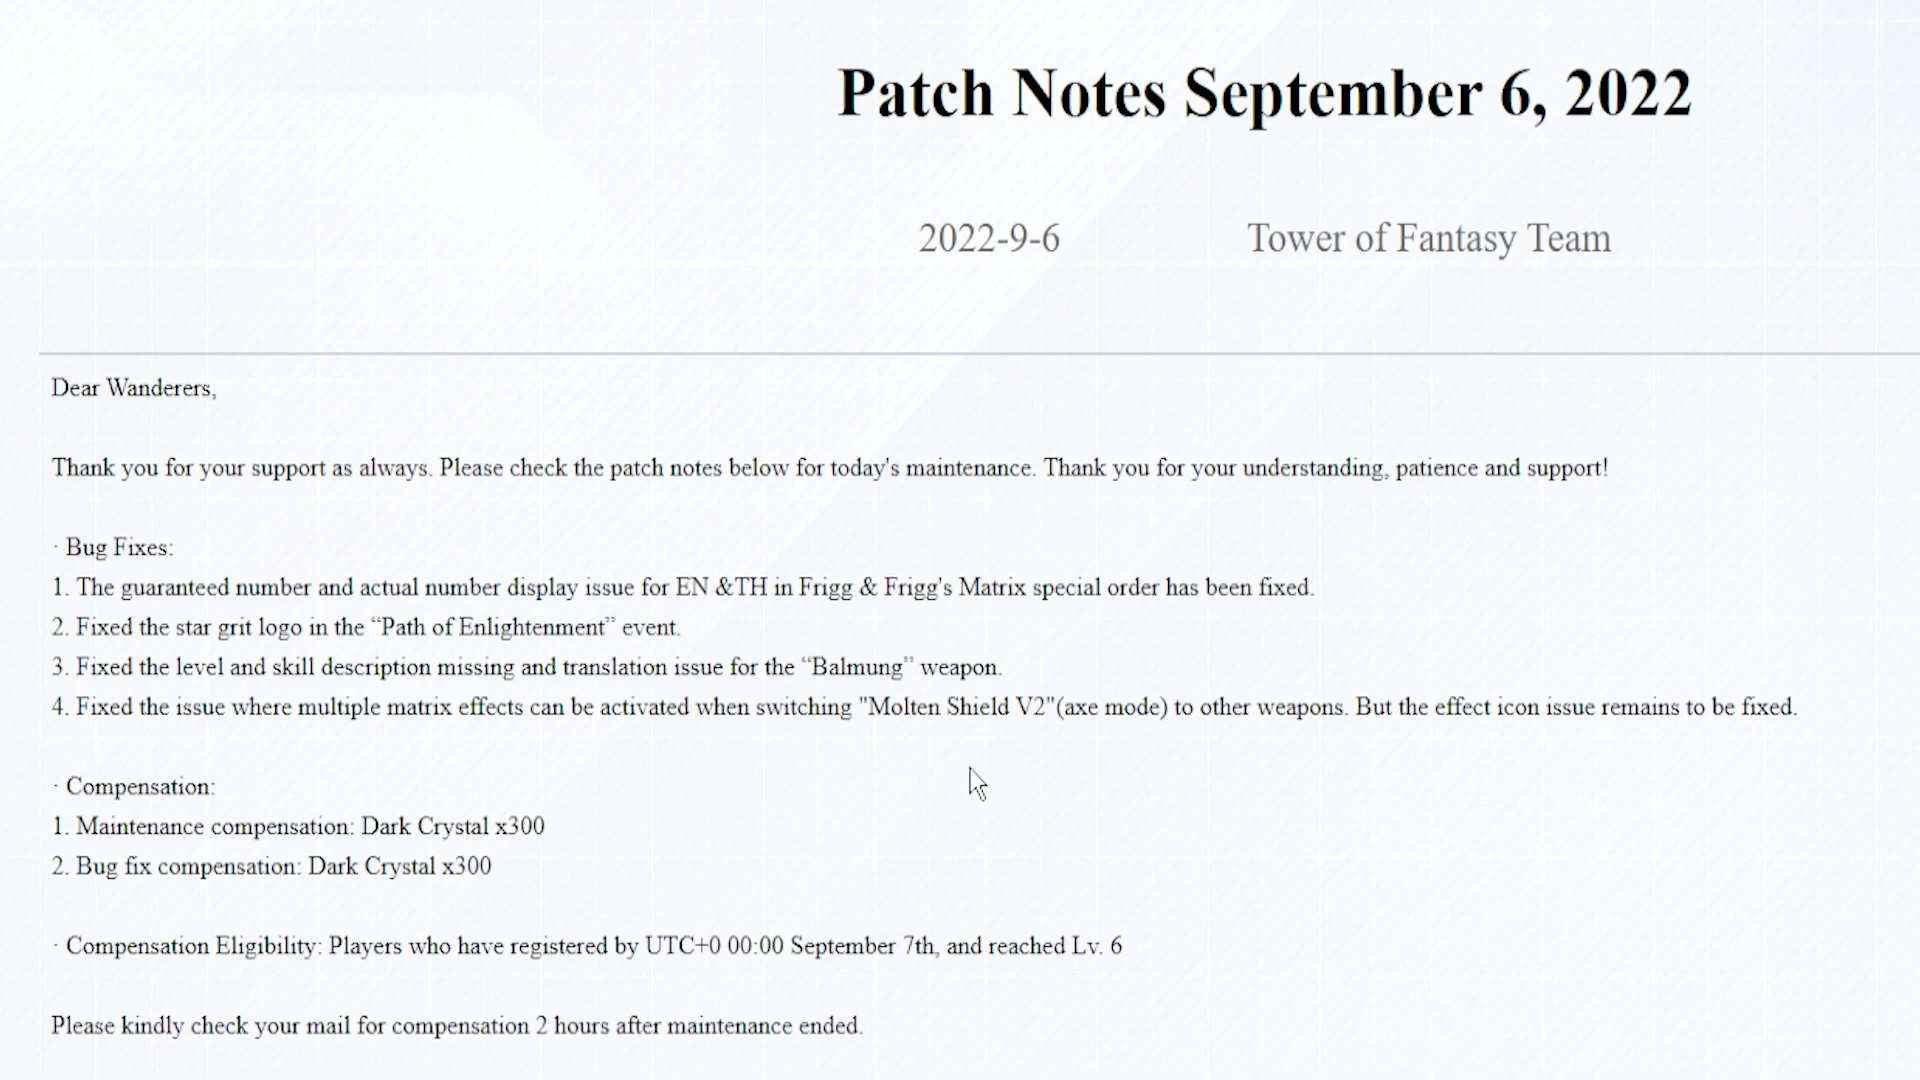 Patch Notes September 6, 2022
2022-9-6 Tower of Fantasy Team
Dear Wanderers,
Thank you for your support as always. Please check the patch notes below for today's maintenance. Thank you for your understanding, patience and support!
· Bug Fixes:
1. The guaranteed number and actual number display issue for EN &TH in Frigg & Frigg's Matrix special order has been fixed.
2. Fixed the star grit logo in the “Path of Enlightenment” event.
3. Fixed the level and skill description missing and translation issue for the “Balmung” weapon.
4. Fixed the issue where multiple matrix effects can be activated when switching "Molten Shield V2"(axe mode) to other weapons. But the effect icon issue remains to be fixed.
· Compensation:
1. Maintenance compensation: Dark Crystal x300
2. Bug fix compensation: Dark Crystal x300
· Compensation Eligibility: Players who have registered by UTC+0 00:00 September 7th, and reached Lv. 6
Please kindly check your mail for compensation 2 hours after maintenance ended.